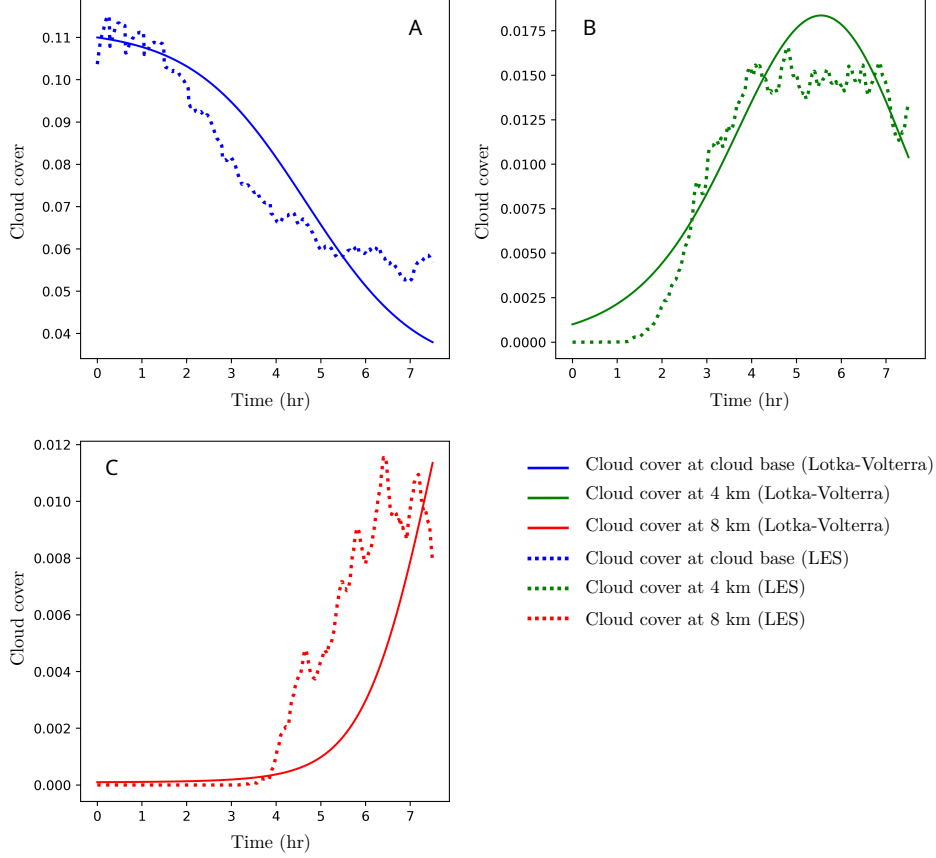 A
0.11
0.10
0.09
0.08
0.07
0.06
0.05
0.04
Cloud cover
0 1 2 3 4 5 6 7
Time (hr)
B
0.0175
0.0150
0.0125
0.0100
0.0075
0.0050
0.0025
0.0000
Cloud cover
0 1 2 3 4 5 6 7
Time (hr)
C
0.012
0.010
0.008
0.006
0.004
0.002
0.000
Cloud cover
0 1 2 3 4 5 6 7
Time (hr)
Cloud cover at cloud base (Lotka-Volterra)
Cloud cover at 4 km (Lotka-Volterra)
Cloud cover at 8 km (Lotka-Volterra)
Cloud cover at cloud base (LES)
Cloud cover at 4 km (LES)
Cloud cover at 8 km (LES)